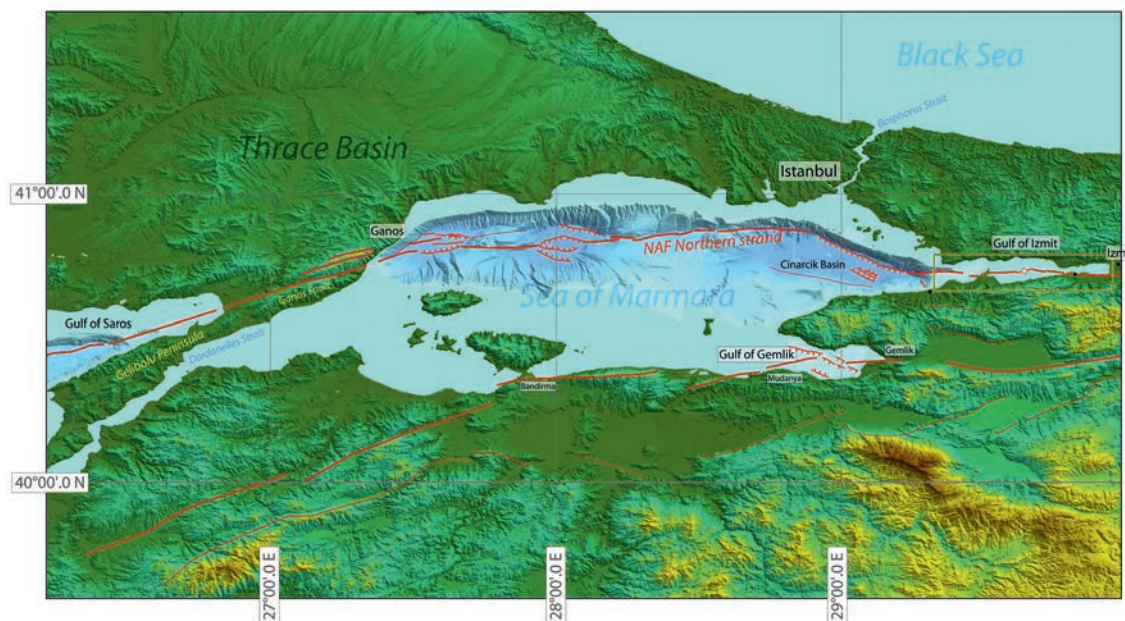 Black Sea
Bosphorus Strait
Thrace Basin
Istanbul
41°00'.0 N
Ganos
NAF Northern strand
Gulf of Izmit
Izm
Cinarcik Basin
Ganos Fault
Sea of Marmara
Gulf of Saros
Gelibolu Peninsula
Dardanelles Strait
Gulf of Gemlik
Gemlik
Mudanya
Bandirma
40°00'.0 N
27°00'.0 E
28°00'.0 E
29°00'.0 E